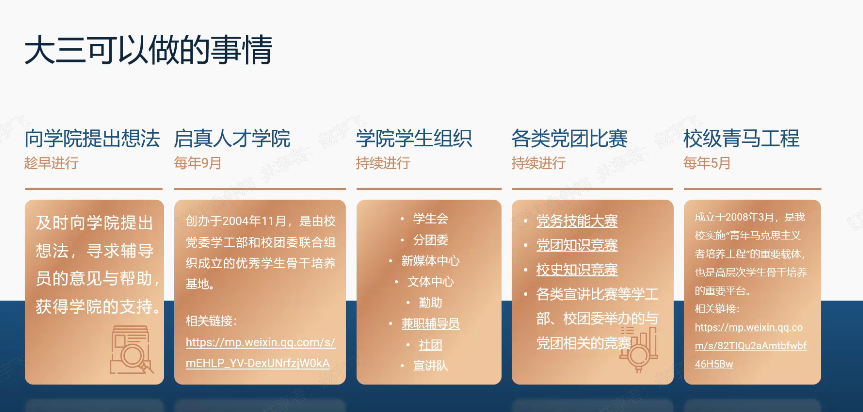 大三可以做的事情
向学院提出想法
趁早进行
及时向学院提出
想法，寻求辅导
员的意见与帮助，
获得学院的支持。
启真人才学院
每年9月
创办于2004年11月，是由校
党委学工部和校团委联合组
织成立的优秀学生骨干培养
基地。
相关链接：
https://mp.weixin.qq.com/s/
mEHLP_YV-DexUNrfzjW0kA
学院学生组织
持续进行
• 学生会
• 分团委
• 新媒体中心
• 文体中心
• 勤助
• 兼职辅导员
• 社团
• 宣讲队
各类党团比赛
持续进行
• 党务技能大赛
• 党团知识竞赛
• 校史知识竞赛
• 各类宣讲比赛等学工
部、校团委举办的与
党团相关的竞赛
校级青马工程
每年5月
成立于2008年3月，是我
校实施“青年马克思主义
者培养工程”的重要载体，
也是高层次学生骨干培养
的重要平台。
相关链接：
https://mp.weixin.qq.co
m/s/82TIQu2aAmtbfwbf
46H5Bw